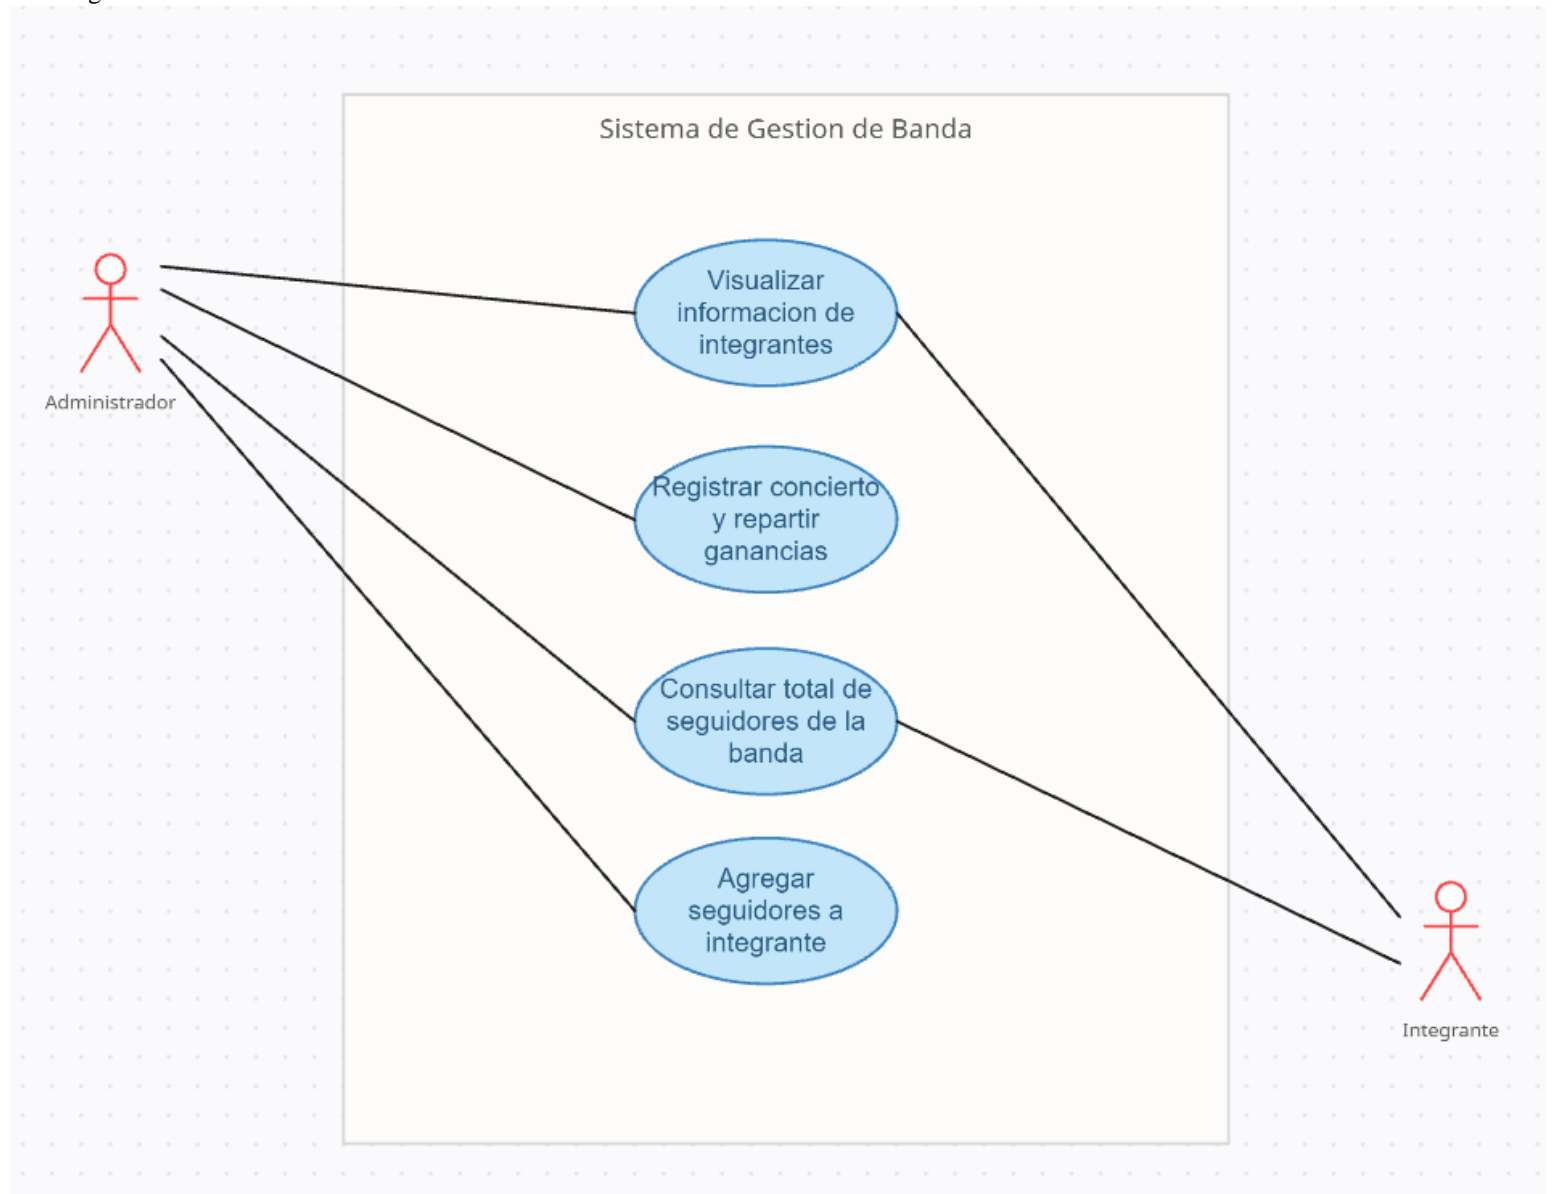 Sistema de Gestion de Banda
Visualizar
informacion de
integrantes
Administrador
Registrar concierto
y repartir
ganancias
Consultar total de
seguidores de la
banda
Agregar
seguidores a
integrante
Integrante